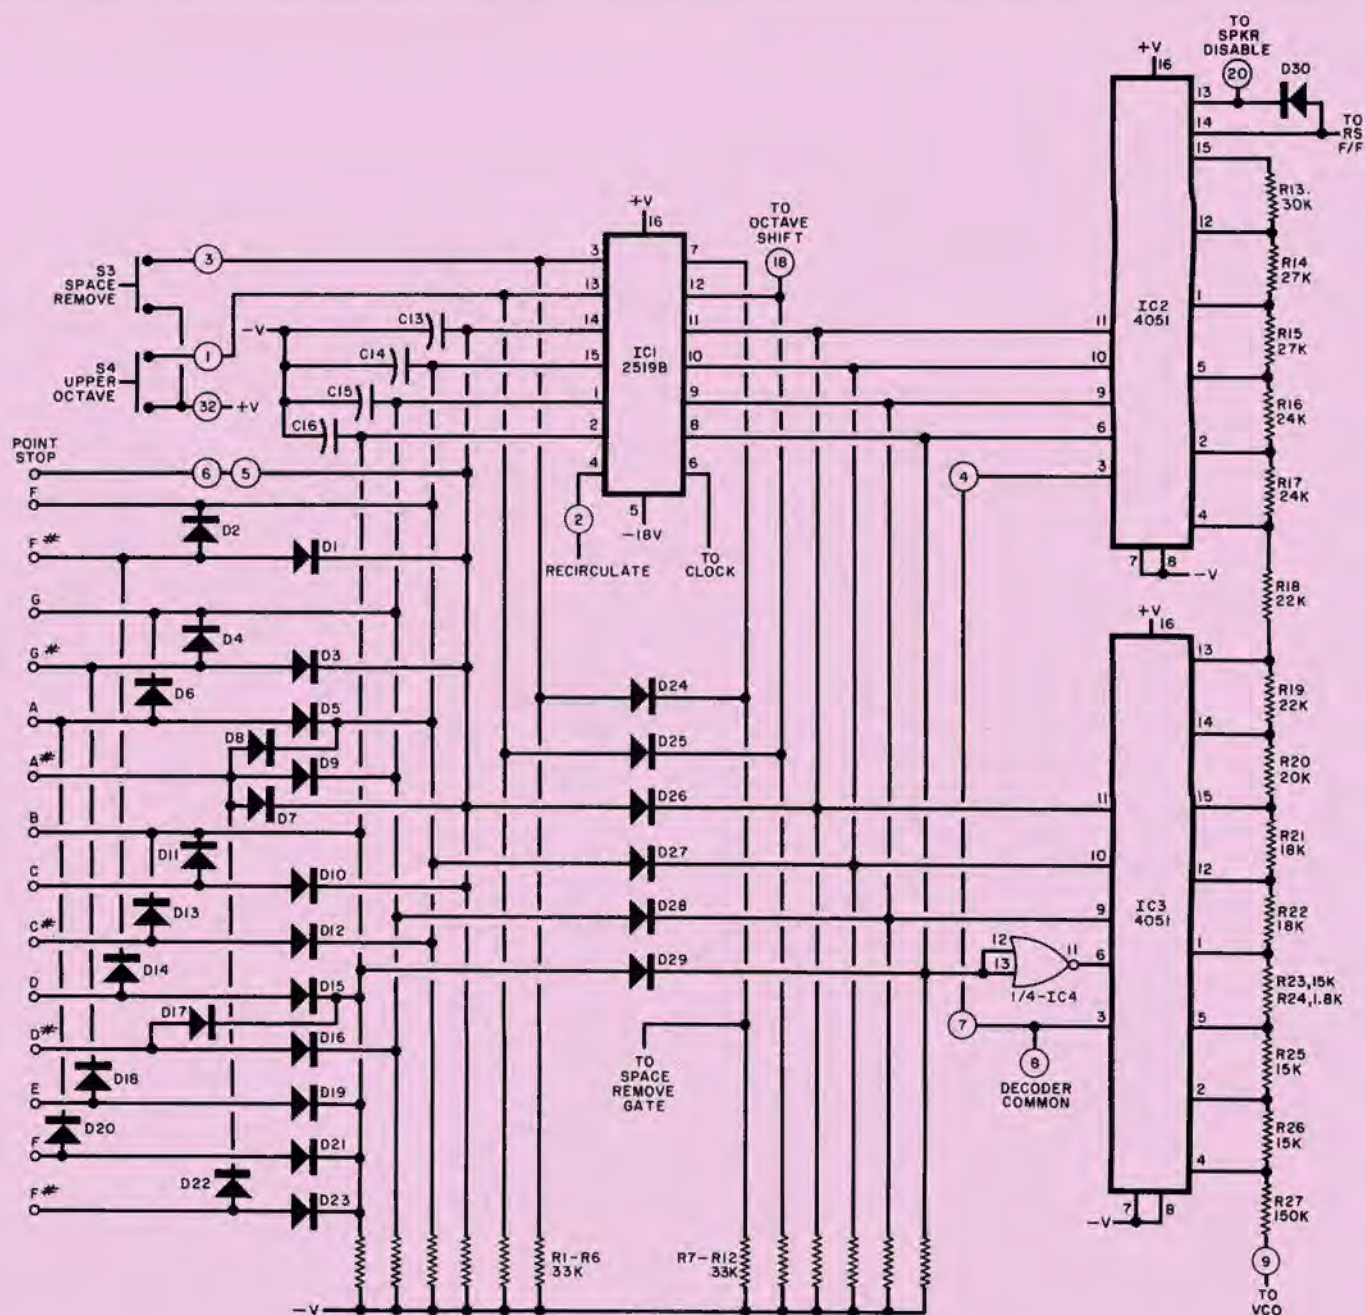 TO
SPKR
DISABLE
20
+V
16
13
D30
14
TO
RS
F/F
15
R13.
30K
12
R14
27K
1
R15
27K
5
R16
24K
2
R17
24K
4
IC2
4051
11
10
9
6
3
7
8
-V
R18
22K
+V
16
TO
OCTAVE
SHIFT
18
S3
SPACE
REMOVE
3
3
7
13
12
-V
C13
14
11
IC1
2519B
C14
15
10
S4
UPPER
OCTAVE
1
C15
1
9
32
+V
C16
2
8
4
6
5
-18V
2
RECIRCULATE
TO
CLOCK
4
POINT
STOP
6
5
F
D2
F#
D1
G
D4
G#
D3
D6
A
D5
D8
A#
D9
D7
B
D11
C
D10
D13
C#
D12
D14
D
D15
D17
D#
D16
D18
E
D19
D20
F
D21
D22
F#
D23
D24
D25
D26
D27
D28
D29
TO
SPACE
REMOVE
GATE
+V
16
13
R19
22K
14
R20
20K
11
15
R21
18K
10
12
R22
18K
IC3
4051
9
1
12
13
11
6
1/4-IC4
R23,15K
R24,1.8K
7
3
5
8
DECODER
COMMON
R25
15K
2
R26
15K
4
7
8
-V
R27
150K
9
TO
VCO
R1-R6
33K
R7-R12
33K
-V